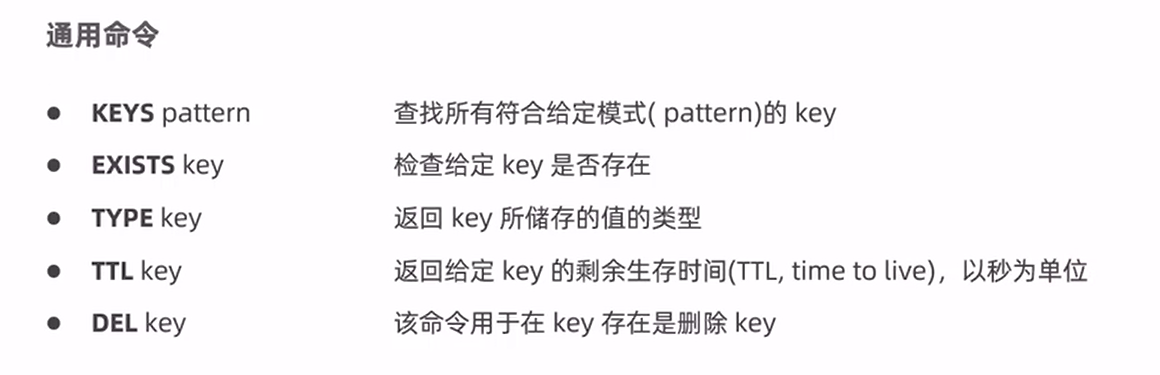 通用命令
● KEYS pattern 查找所有符合给定模式( pattern)的 key
● EXISTS key 检查给定 key 是否存在
● TYPE key 返回 key 所储存的值的类型
● TTL key 返回给定 key 的剩余生存时间(TTL, time to live)，以秒为单位
● DEL key 该命令用于在 key 存在是删除 key